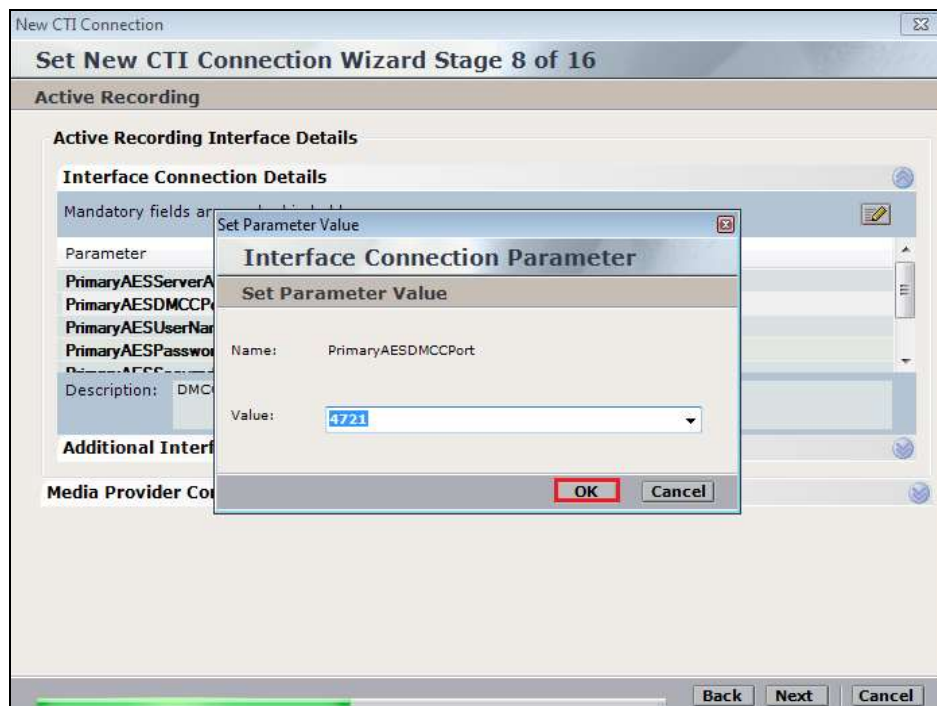 New CTI Connection
Set New CTI Connection Wizard Stage 8 of 16
Active Recording
Active Recording Interface Details
Interface Connection Details
Mandatory fields ar
Parameter
PrimaryAESServerA
PrimaryAESDMCCP
PrimaryAESUserNar
PrimaryAESPasswor
Description: DMC
Additional Interf
Media Provider Co
Set Parameter Value
Interface Connection Parameter
Set Parameter Value
Name: PrimaryAESDMCCPort
Value: 4721
OK Cancel
Back Next Cancel